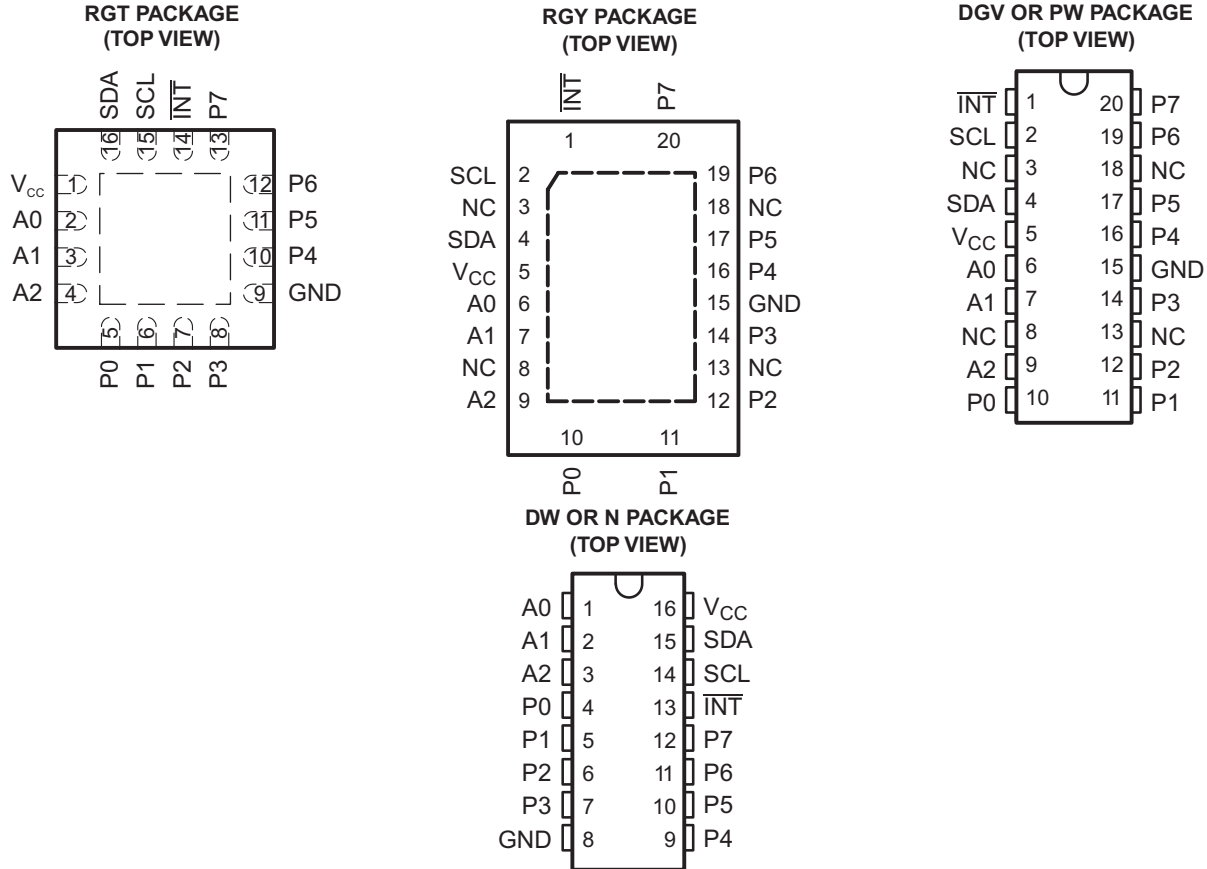 RGT PACKAGE
(TOP VIEW)
SDA SCL INT P7
16 15 14 13
VCC 1 12 P6
A0 2 11 P5
A1 3 10 P4
A2 4 9 GND
5 6 7 8
P0 P1 P2 P3
RGY PACKAGE
(TOP VIEW)
INT P7
1 20
SCL 2 19 P6
NC 3 18 NC
SDA 4 17 P5
VCC 5 16 P4
A0 6 15 GND
A1 7 14 P3
NC 8 13 NC
A2 9 12 P2
10 11
P0 P1
DGV OR PW PACKAGE
(TOP VIEW)
INT 1 20 P7
SCL 2 19 P6
NC 3 18 NC
SDA 4 17 P5
VCC 5 16 P4
A0 6 15 GND
A1 7 14 P3
NC 8 13 NC
A2 9 12 P2
P0 10 11 P1
DW OR N PACKAGE
(TOP VIEW)
A0 1 16 VCC
A1 2 15 SDA
A2 3 14 SCL
P0 4 13 INT
P1 5 12 P7
P2 6 11 P6
P3 7 10 P5
GND 8 9 P4